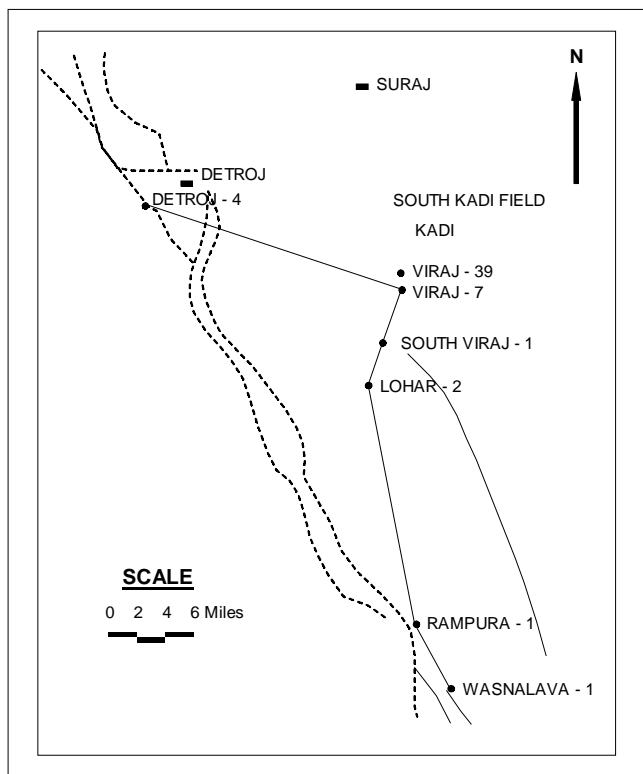 N
SURAJ
DETROJ
DETROJ - 4
SOUTH KADI FIELD
KADI
VIRAJ - 39
VIRAJ - 7
SOUTH VIRAJ - 1
LOHAR - 2
SCALE
0 2 4 6 Miles
RAMPURA - 1
WASNALAVA - 1